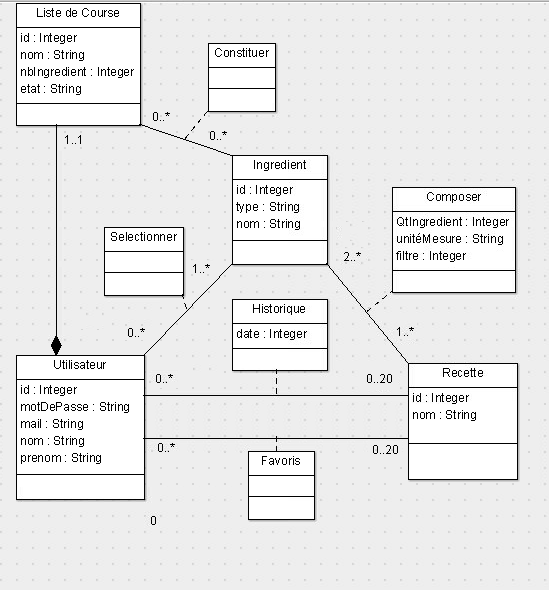 Liste de Course
id : Integer
nom : String
nbIngredient : Integer
etat : String
Constituer
0..*
0..*
1..1
Ingredient
id : Integer
type : String
nom : String
Composer
QtIngredient : Integer
unitéMesure : String
filtre : Integer
Selectionner
1..*
2..*
0..*
Historique
date : Integer
1..*
Utilisateur
id : Integer
motDePasse : String
mail : String
nom : String
prenom : String
0..*
0..20
Recette
id : Integer
nom : String
0..*
0..20
Favoris
0